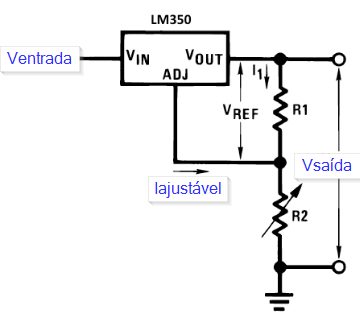 LM350
Ventrada
VIN
VOUT
ADJ
I1
R1
VREF
Vsaída
Iajustável
R2